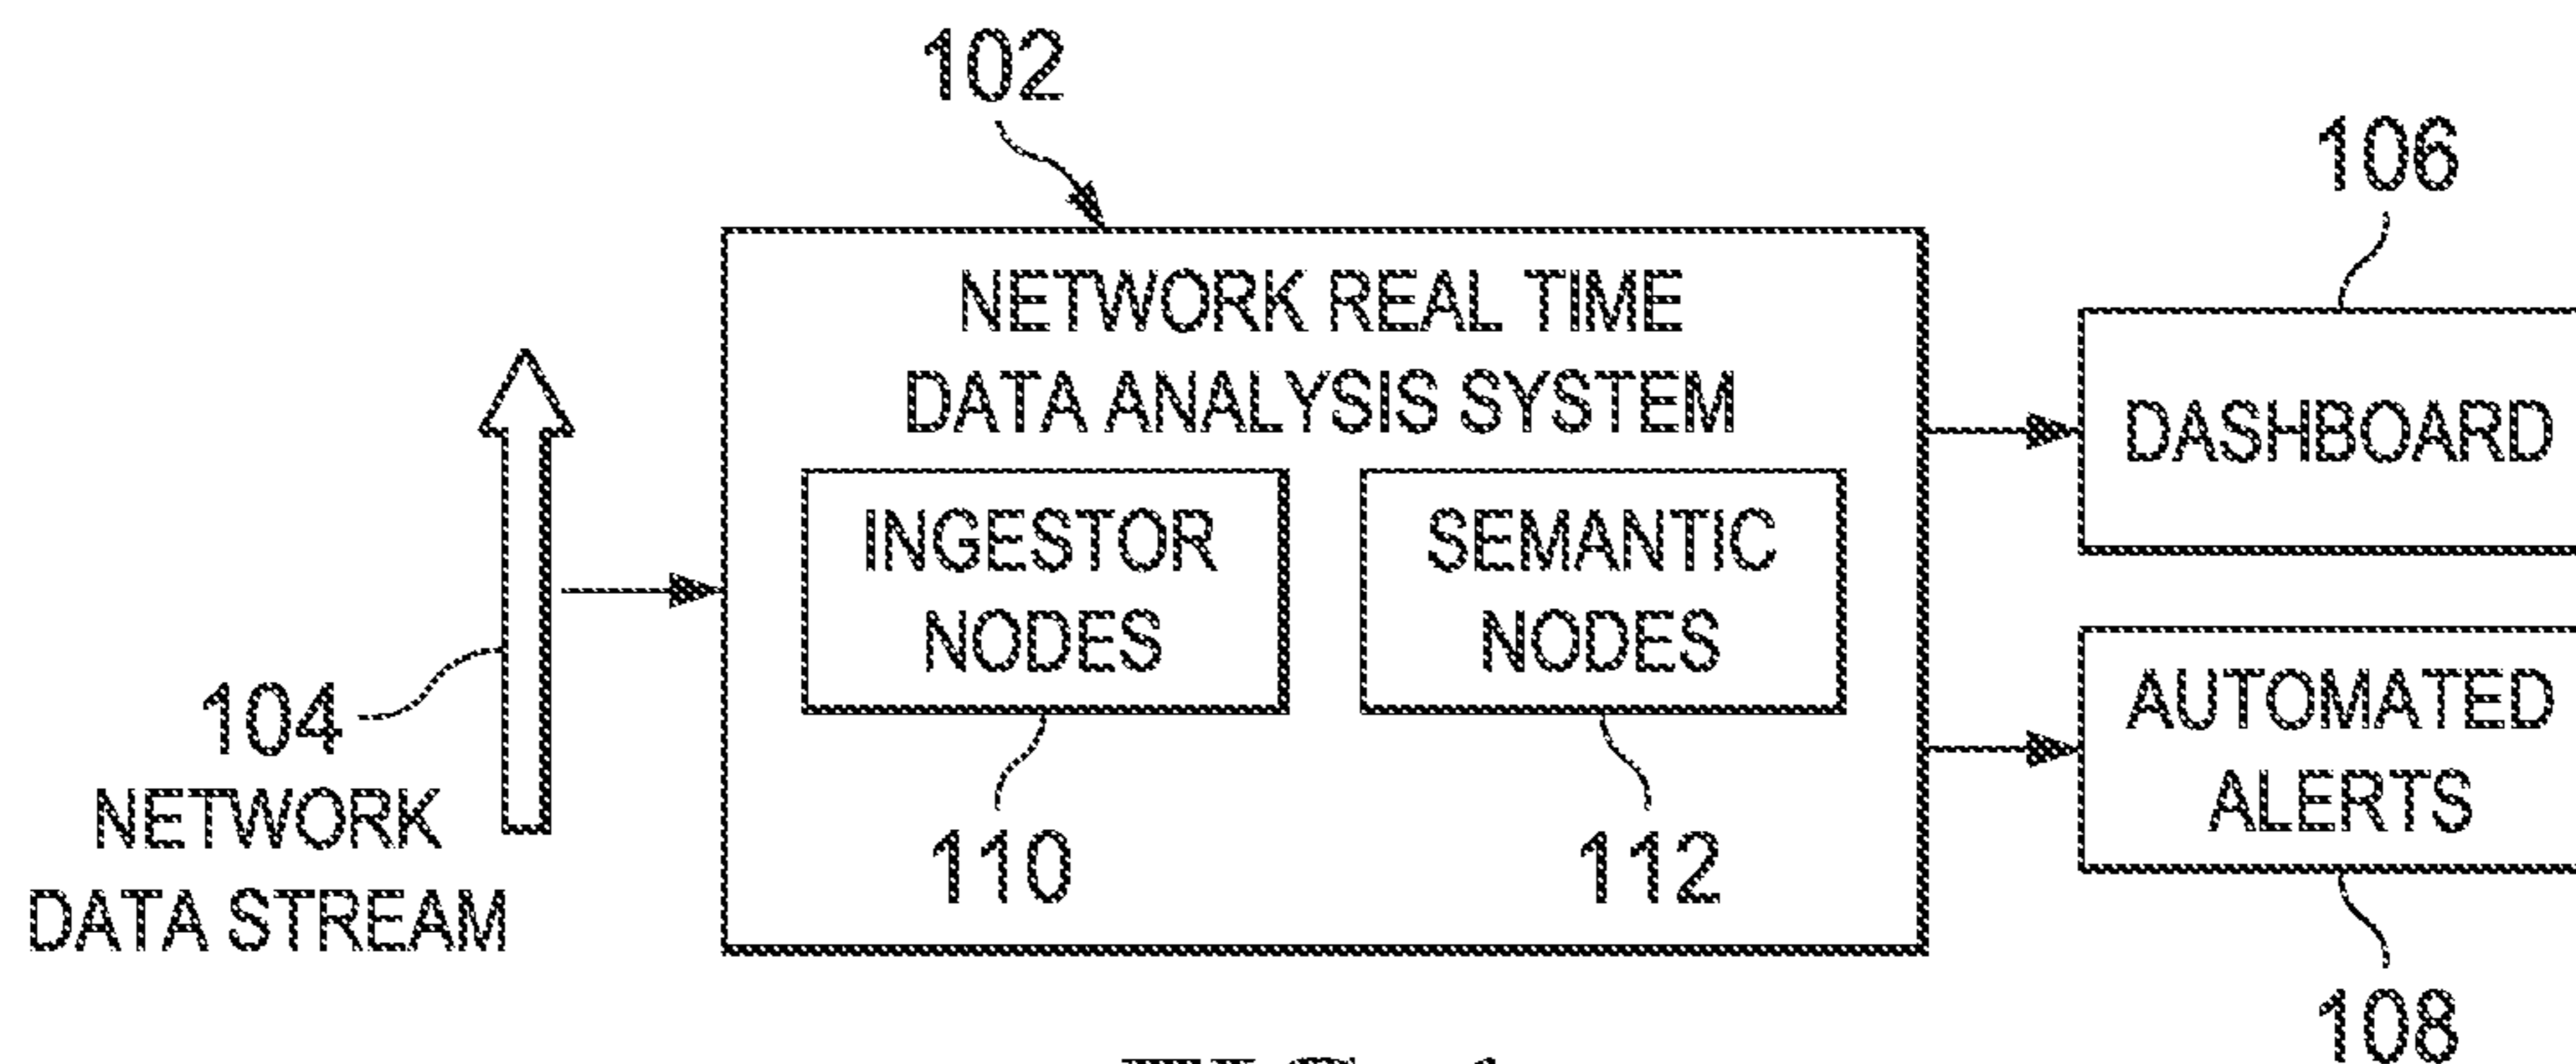 102
106
NETWORK REAL TIME
DATA ANALYSIS SYSTEM
DASHBOARD
INGESTOR
NODES
SEMANTIC
NODES
104
NETWORK
DATA STREAM
AUTOMATED
ALERTS
110
112
108